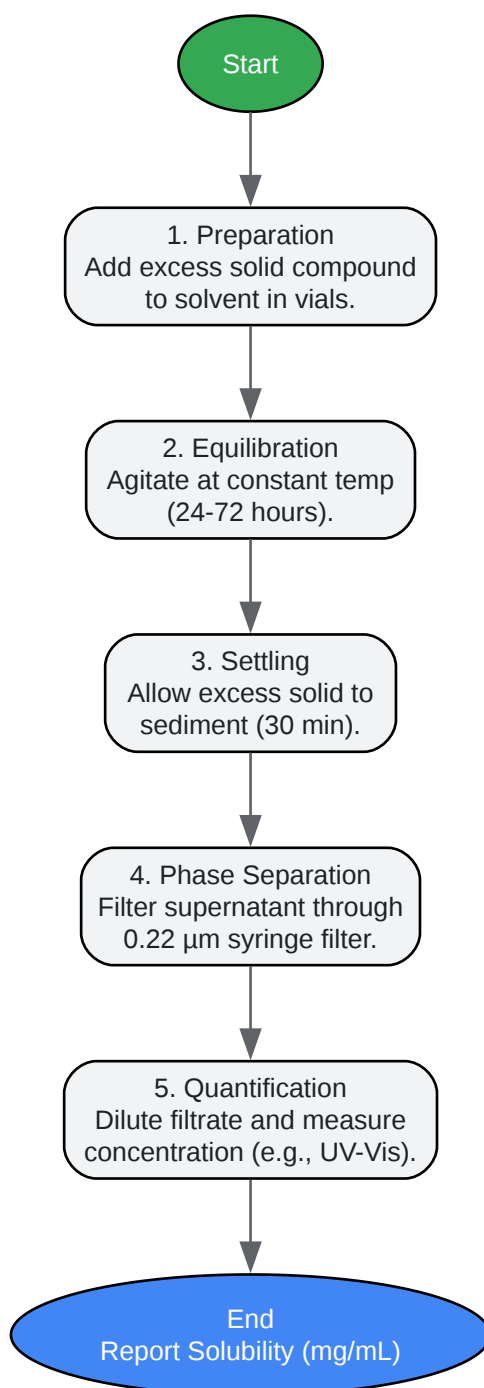 Start
1. Preparation
Add excess solid compound
to solvent in vials.
2. Equilibration
Agitate at constant temp
(24-72 hours).
3. Settling
Allow excess solid to
sediment (30 min).
4. Phase Separation
Filter supernatant through
0.22 µm syringe filter.
5. Quantification
Dilute filtrate and measure
concentration (e.g., UV-Vis).
End
Report Solubility (mg/mL)